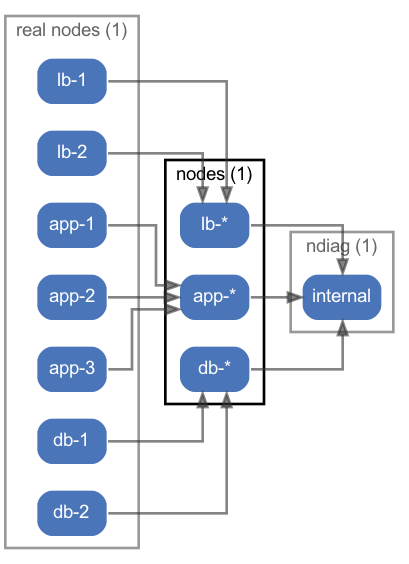 real nodes (1)
lb-1
lb-2
app-1
app-2
app-3
db-1
db-2
nodes (1)
lb-*
app-*
db-*
ndiag (1)
internal